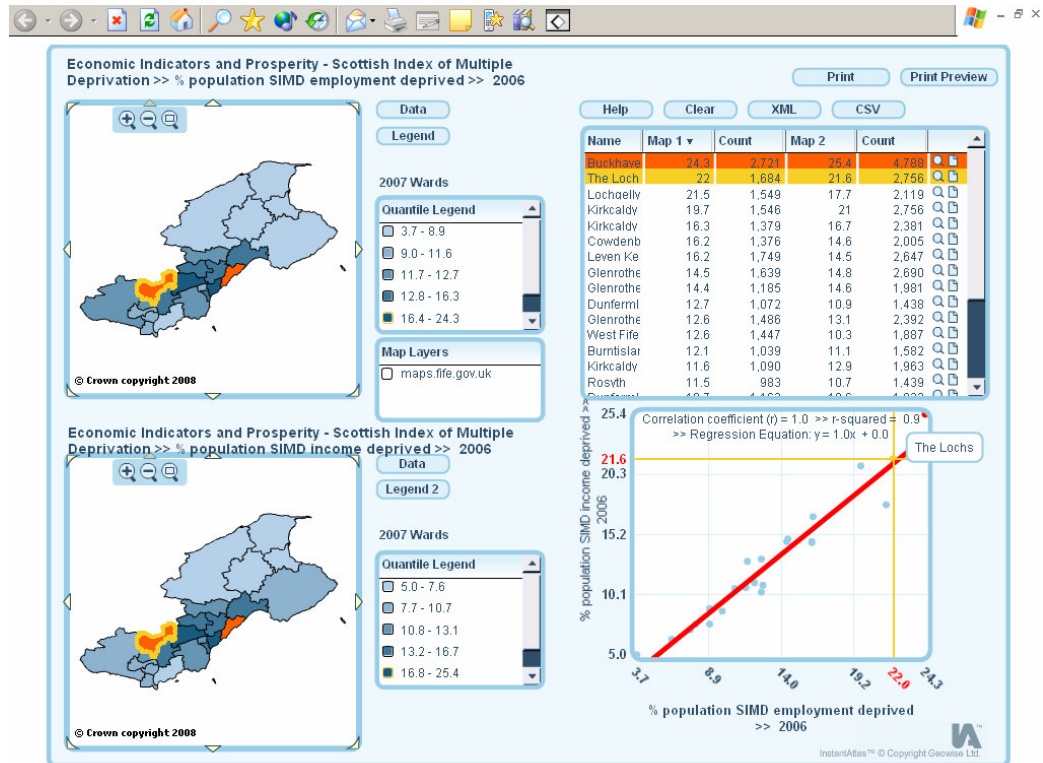 Economic Indicators and Prosperity - Scottish Index of Multiple
Deprivation >> % population SIMD employment deprived >> 2006
Print
Print Preview
Data
Legend
Help
Clear
XML
CSV
2007 Wards
Quantile Legend
3.7 - 8.9
9.0 - 11.6
11.7 - 12.7
12.8 - 16.3
16.4 - 24.3
Map Layers
maps.fife.gov.uk
© Crown copyright 2008
Name Map 1 Count Map 2 Count
Buckhave 24.3 2,721 25.4 4,788
The Loch 22 1,684 21.6 2,756
Lochgelly 21.5 1,549 17.7 2,119
Kirkcaldy 19.7 1,546 21 2,756
Kirkcaldy 16.3 1,379 16.7 2,381
Cowdenb 16.2 1,376 14.6 2,005
Leven Ke 16.2 1,749 14.5 2,647
Glenrothe 14.5 1,639 14.8 2,690
Glenrothe 14.4 1,185 14.6 1,981
Dunferml 12.7 1,072 10.9 1,438
Glenrothe 12.6 1,486 13.1 2,392
West Fife 12.6 1,447 10.3 1,887
Burntislar 12.1 1,039 11.1 1,582
Kirkcaldy 11.6 1,090 12.9 1,963
Rosyth 11.5 983 10.7 1,439
Economic Indicators and Prosperity - Scottish Index of Multiple
Deprivation >> % population SIMD income deprived >> 2006
Data
Legend 2
2007 Wards
Quantile Legend
5.0 - 7.6
7.7 - 10.7
10.8 - 13.1
13.2 - 16.7
16.8 - 25.4
© Crown copyright 2008
Correlation coefficient (r) = 1.0 >> r-squared = 0.9
>> Regression Equation: y = 1.0x + 0.0
The Lochs
% population SIMD income deprived >>
2006
25.4
21.6
20.3
15.2
10.1
5.0
3.7
8.9
14.0
19.2
22.0
24.3
% population SIMD employment deprived
>> 2006
InstantAtlas™ © Copyright Geowise Ltd.